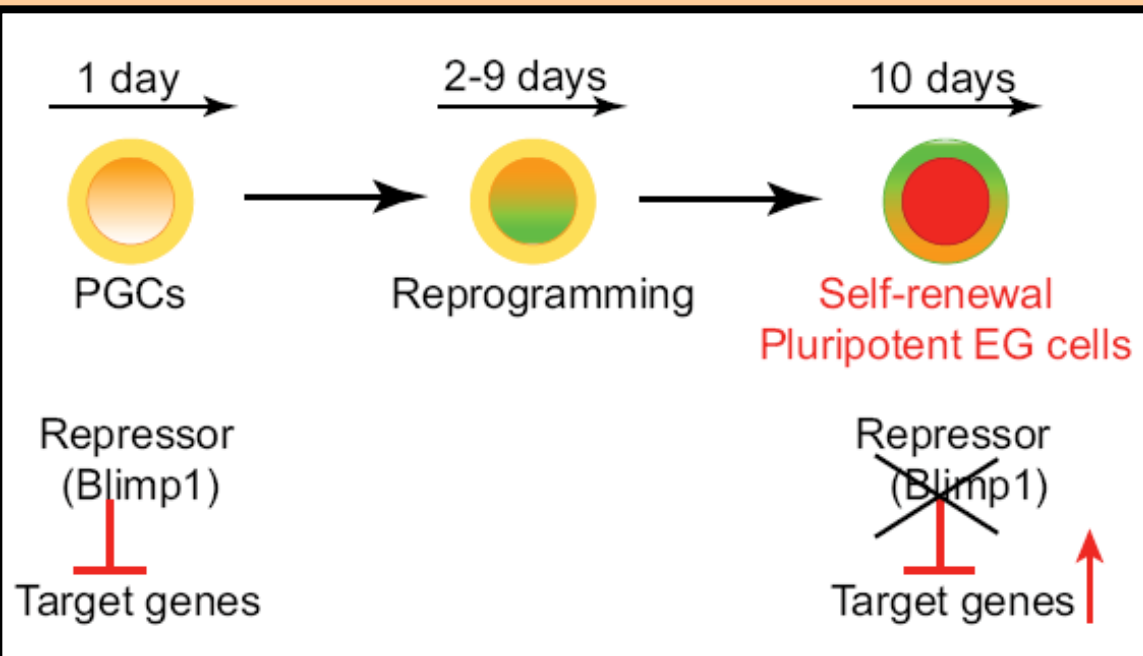 1 day
2-9 days
10 days
PGCs
Reprogramming
Self-renewal
Pluripotent EG cells
Repressor
(Blimp1)
Target genes
Repressor
(Blimp1)
Target genes